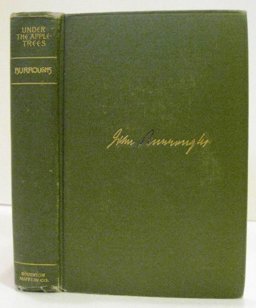 UNDER
THE APPLE-
TREES
BURROUGHS
John Burroughs
HOUGHTON
MIFFLIN CO.